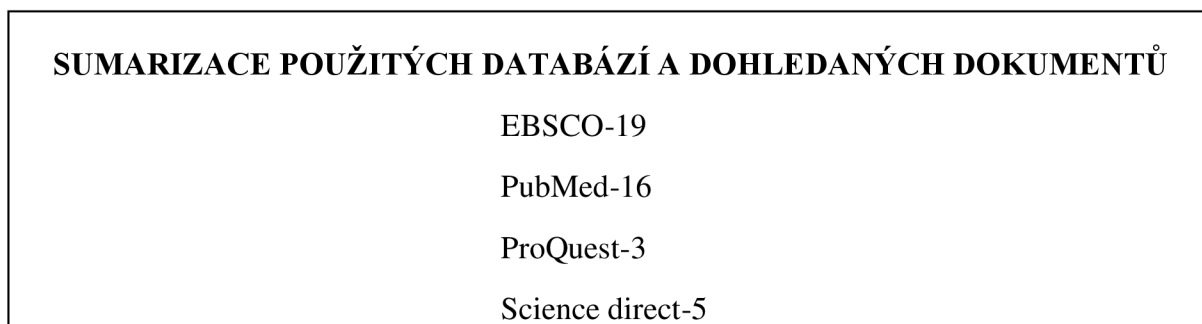 SUMARIZACE POUŽITÝCH DATABÁZÍ A DOHLEDANÝCH DOKUMENTŮ
EBSCO-19
PubMed-16
ProQuest-3
Science direct-5